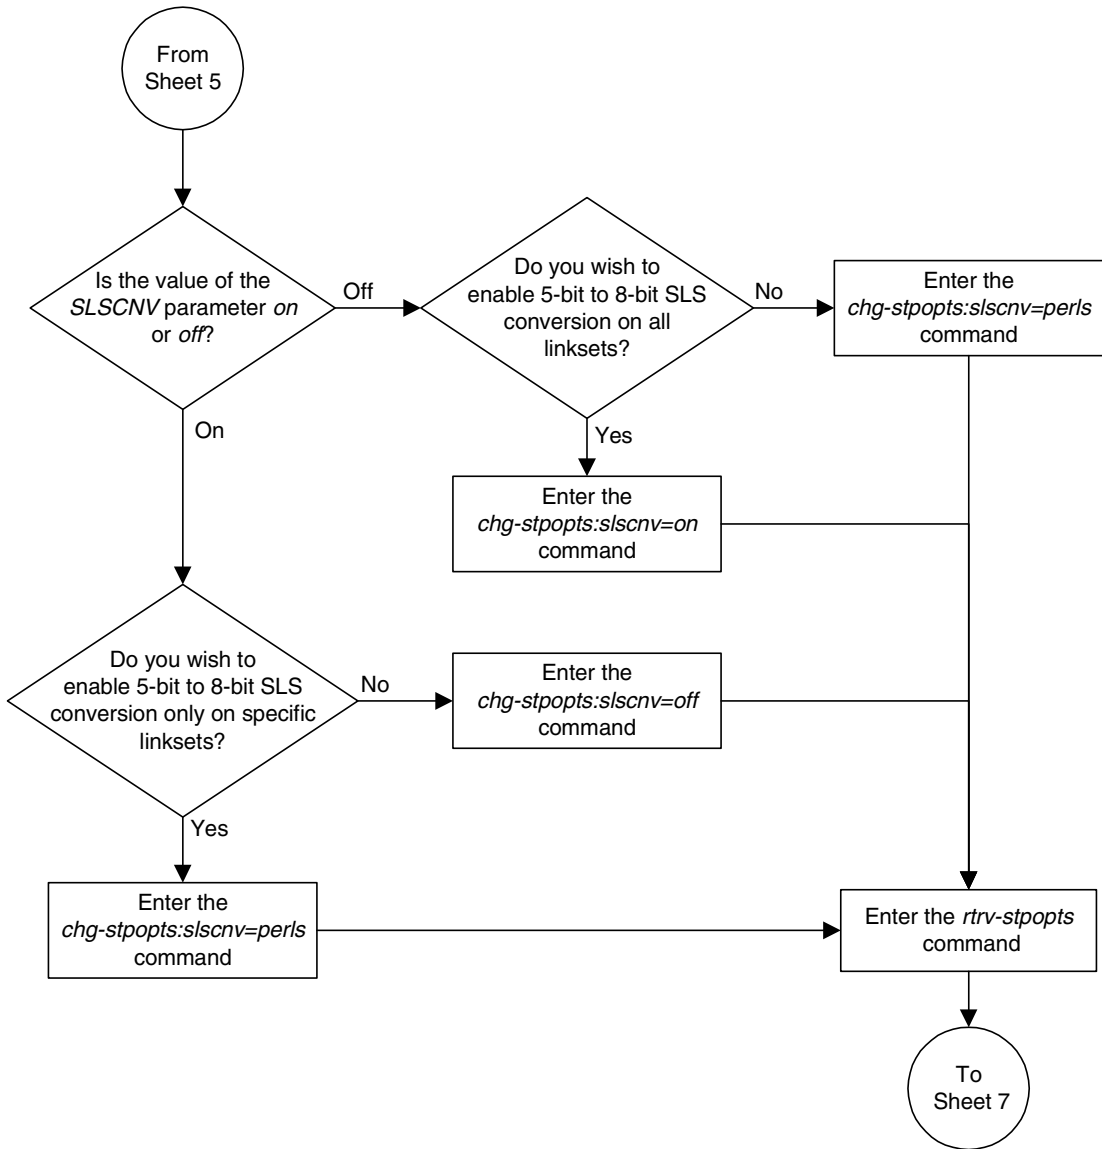 From
Sheet 5
Is the value of the
SLSCNV parameter on
or off?
Off
Do you wish to
enable 5-bit to 8-bit SLS
conversion on all
linksets?
No
Enter the
chg-stpopts:slscnv=perls
command
On
Yes
Enter the
chg-stpopts:slscnv=on
command
Do you wish to
enable 5-bit to 8-bit SLS
conversion only on specific
linksets?
No
Enter the
chg-stpopts:slscnv=off
command
Yes
Enter the
chg-stpopts:slscnv=perls
command
Enter the rtrv-stpopts
command
To
Sheet 7